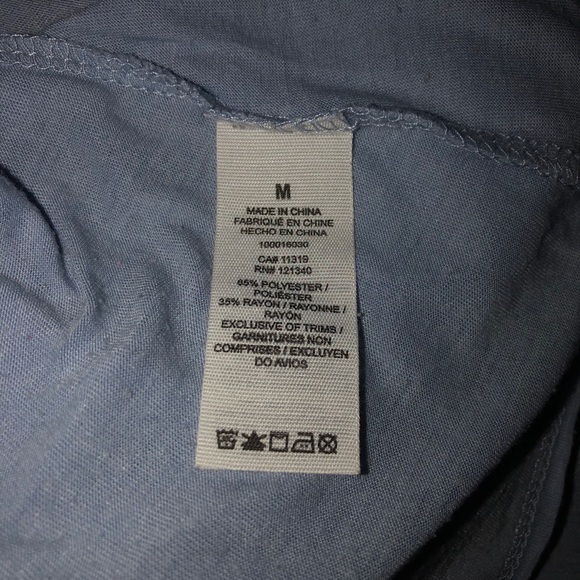 M
MADE IN CHINA
FABRIQUÉ EN CHINE
HECHO EN CHINA
100016030
CA# 11319
RN# 121340
65% POLYESTER /
POLIÉSTER
35% RAYON / RAYONNE /
RAYÓN
EXCLUSIVE OF TRIMS /
GARNITURES NON
COMPRISES / EXCLUYEN
DO AVIOS